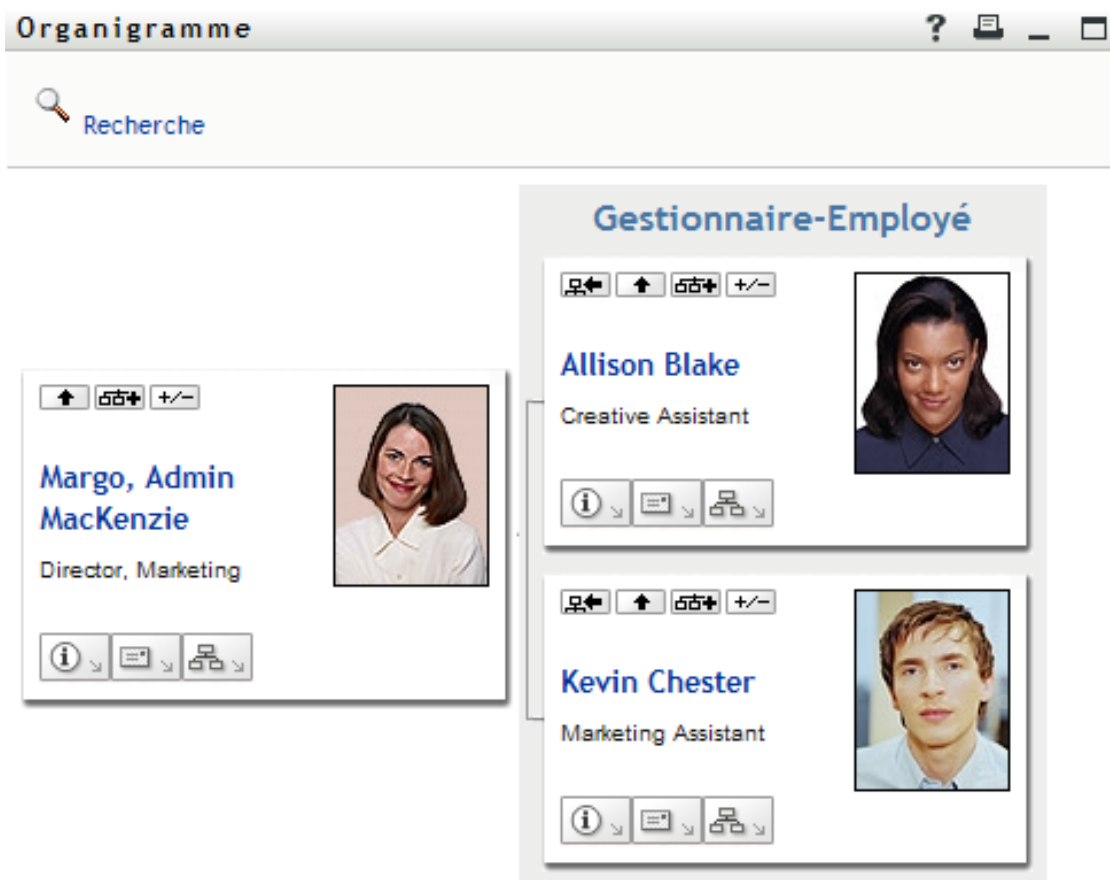 Organigramme
Recherche
Gestionnaire-Employé
Allison Blake
Creative Assistant
Margo, Admin
MacKenzie
Director, Marketing
Kevin Chester
Marketing Assistant